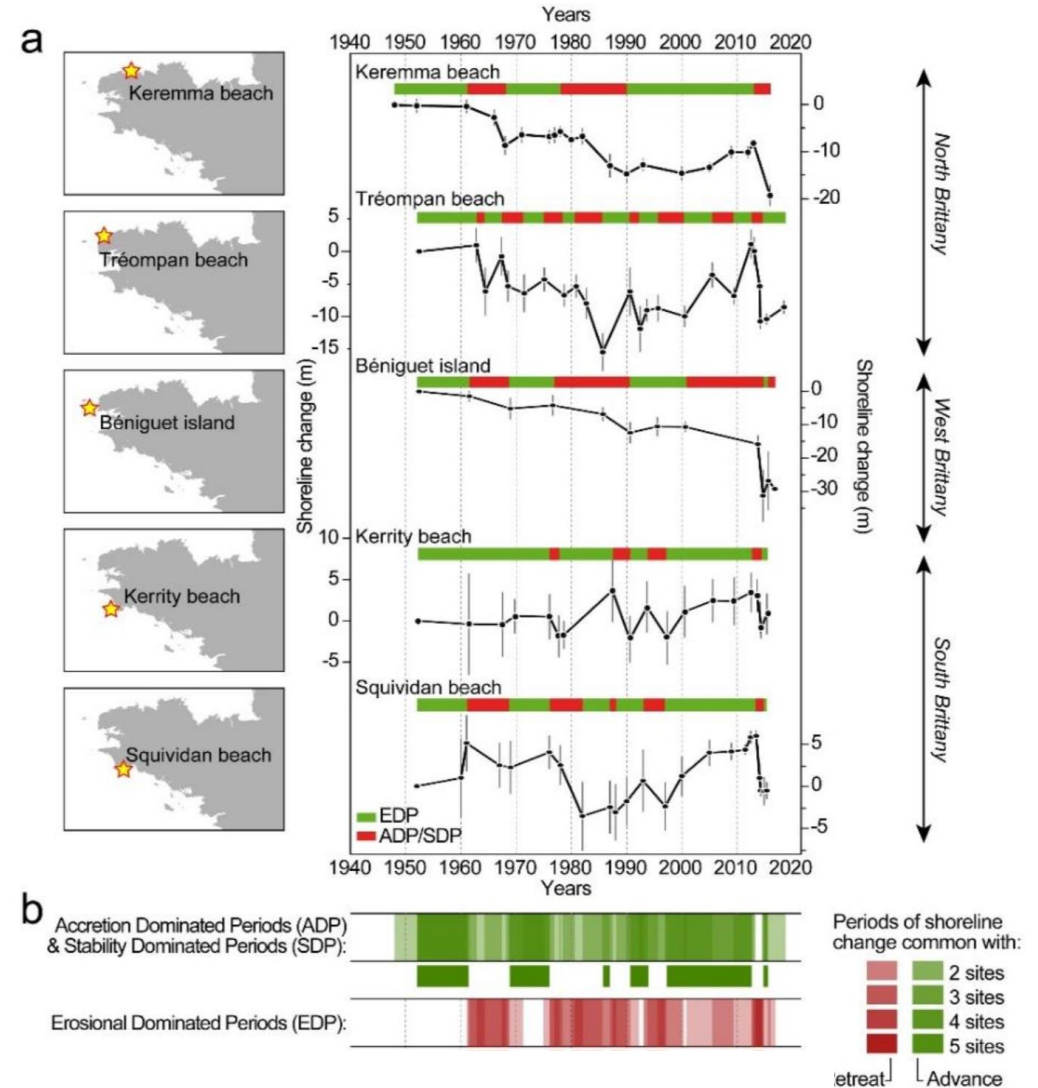 a
Years
1940 1950 1960 1970 1980 1990 2000 2010 2020
Keremma beach
Keremma beach
0
-10
-20
North Brittany
Tréompan beach
Tréompan beach
5
0
-5
-10
-15
Béniguet island
Béniguet island
0
-10
-20
-30
Shoreline change (m)
Shoreline change (m)
West Brittany
Kerrity beach
Kerrity beach
10
5
0
-5
South Brittany
Squividan beach
Squividan beach
5
0
-5
EDP
ADP/SDP
1940 1950 1960 1970 1980 1990 2000 2010 2020
Years
b
Accretion Dominated Periods (ADP)
& Stability Dominated Periods (SDP):
Erosional Dominated Periods (EDP):
Periods of shoreline
change common with:
2 sites
3 sites
4 sites
5 sites
etreat Advance